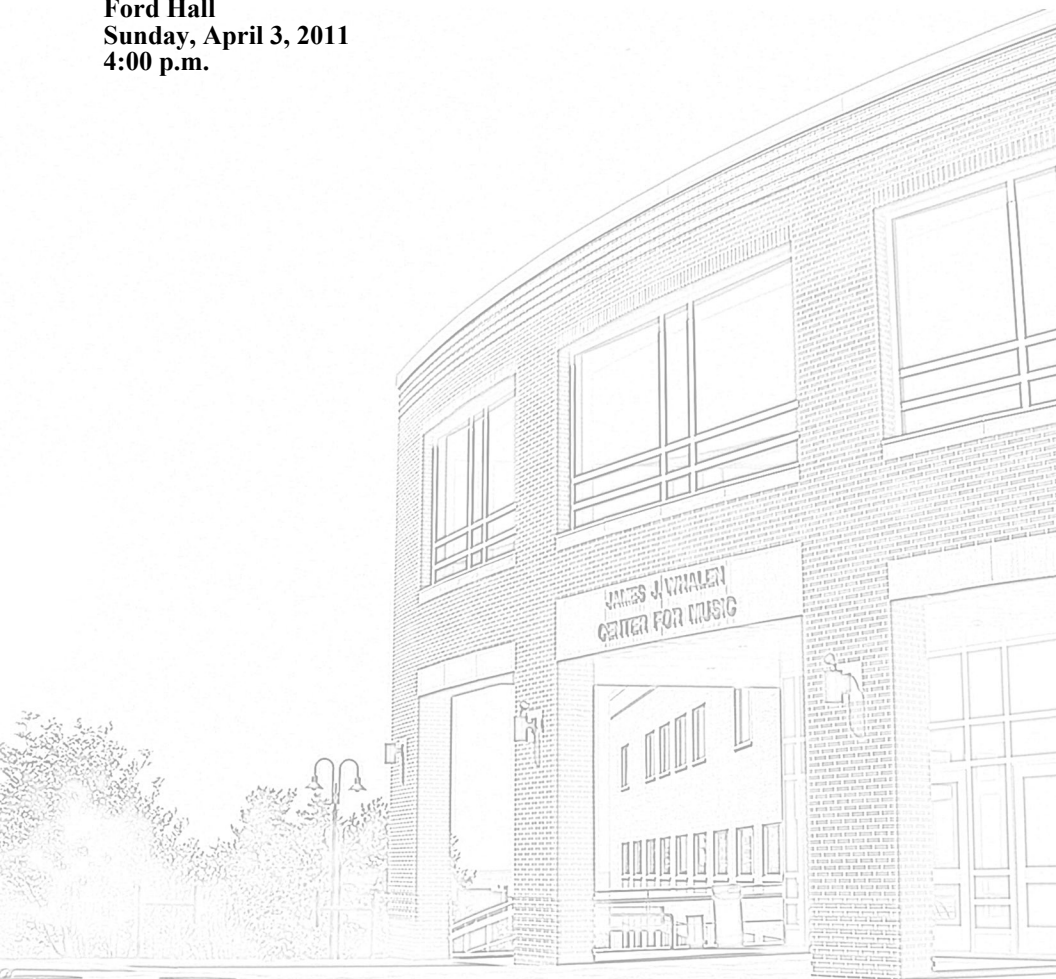 Ford Hall
Sunday, April 3, 2011
4:00 p.m.
JAMES J. WHALEN
CENTER FOR MUSIC